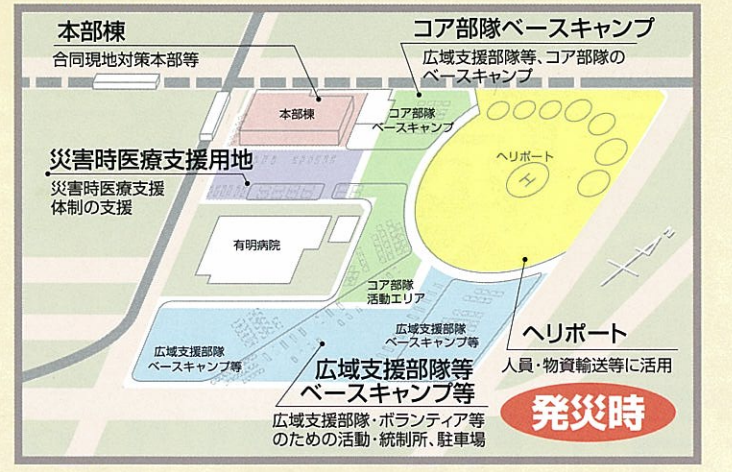 本部棟
合同現地対策本部等
コア部隊ベースキャンプ
広域支援部隊等、コア部隊の
ベースキャンプ
本部棟
コア部隊
ベースキャンプ
ヘリポート
H
災害時医療支援用地
災害時医療支援
体制の支援
有明病院
コア部隊
活動エリア
広域支援部隊
ベースキャンプ等
広域支援部隊
ベースキャンプ等
ヘリポート
人員・物資輸送等に活用
広域支援部隊等
ベースキャンプ等
広域支援部隊・ボランティア等
のための活動・統制所、駐車場
発災時